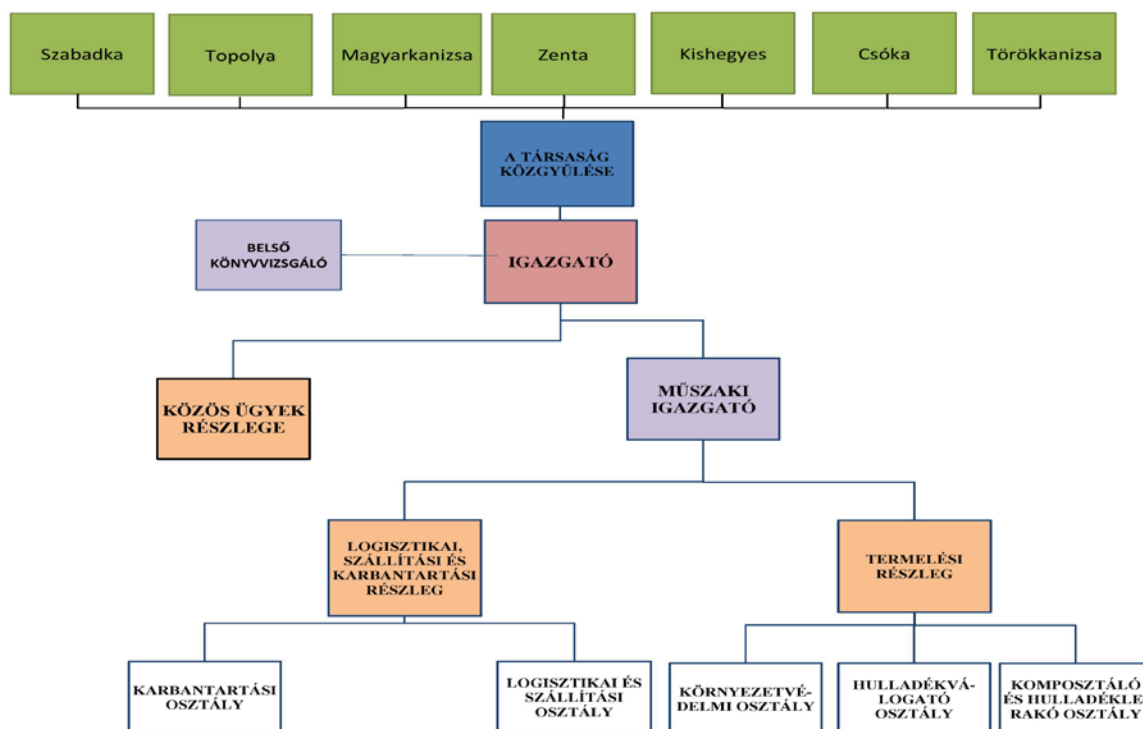 Szabadka
Topolya
Magyarkanizsa
Zenta
Kishegyes
Csóka
Törökkanizsa
A TÁRSASÁG
KÖZGYŰLÉSE
BELSŐ
KÖNYVVIZSGÁLÓ
IGAZGATÓ
KÖZÖS ÜGYEK
RÉSZLEGE
MŰSZAKI
IGAZGATÓ
LOGISZTIKAI,
SZÁLLÍTÁSI ÉS
KARBANTARTÁSI
RÉSZLEG
TERMELÉSI
RÉSZLEG
KARBANTARTÁSI
OSZTÁLY
LOGISZTIKAI ÉS
SZÁLLÍTÁSI
OSZTÁLY
KÖRNYEZETVÉ-
DELMI OSZTÁLY
HULLADÉKVÁ-
LOGATÓ
OSZTÁLY
KOMPOSZTÁLÓ
ÉS HULLADÉKLE
RAKÓ OSZTÁLY